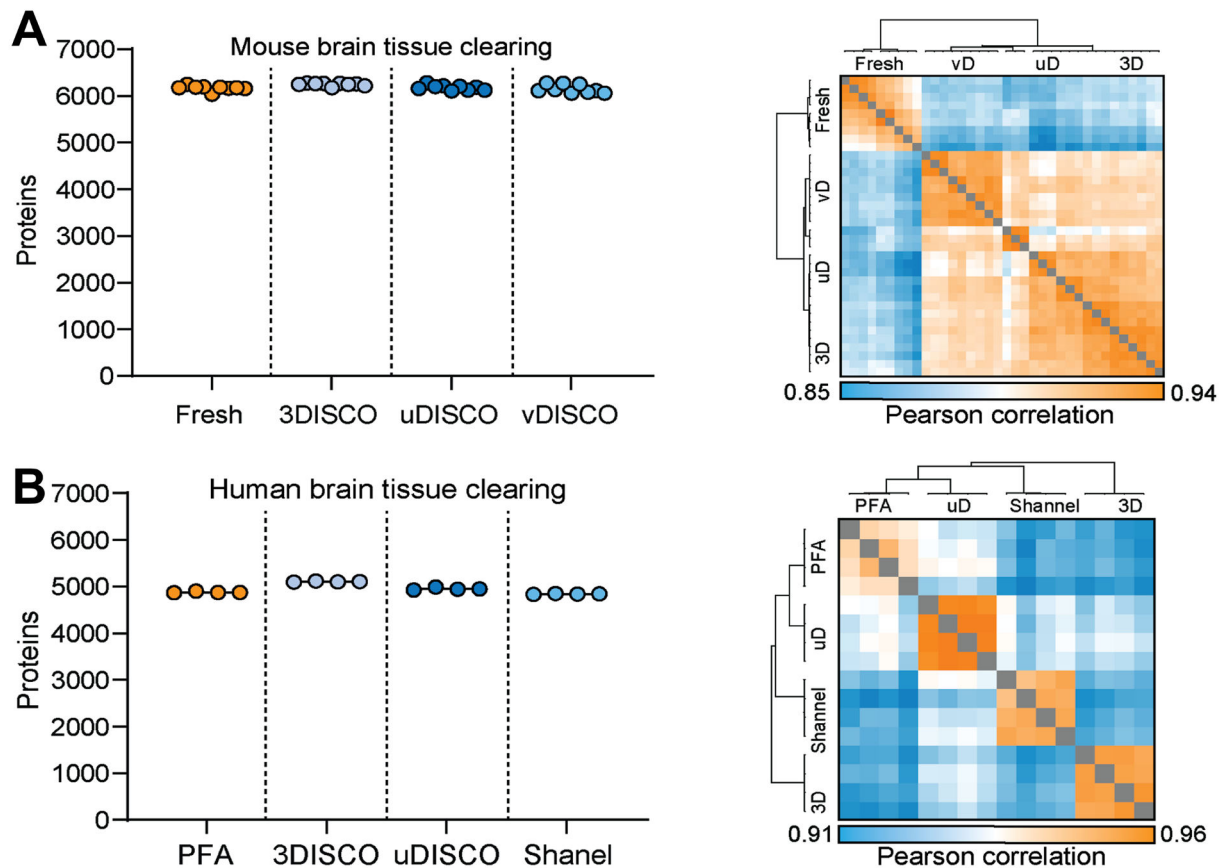 A
Mouse brain tissue clearing
7000
6000
5000
4000
3000
2000
1000
0
Proteins
Fresh 3DISCO uDISCO vDISCO
Fresh vD uD 3D
Fresh
vD
uD
3D
0.85 0.94
Pearson correlation
B
Human brain tissue clearing
7000
6000
5000
4000
3000
2000
1000
0
Proteins
PFA 3DISCO uDISCO Shanel
PFA uD Shannel 3D
PFA
uD
Shannel
3D
0.91 0.96
Pearson correlation